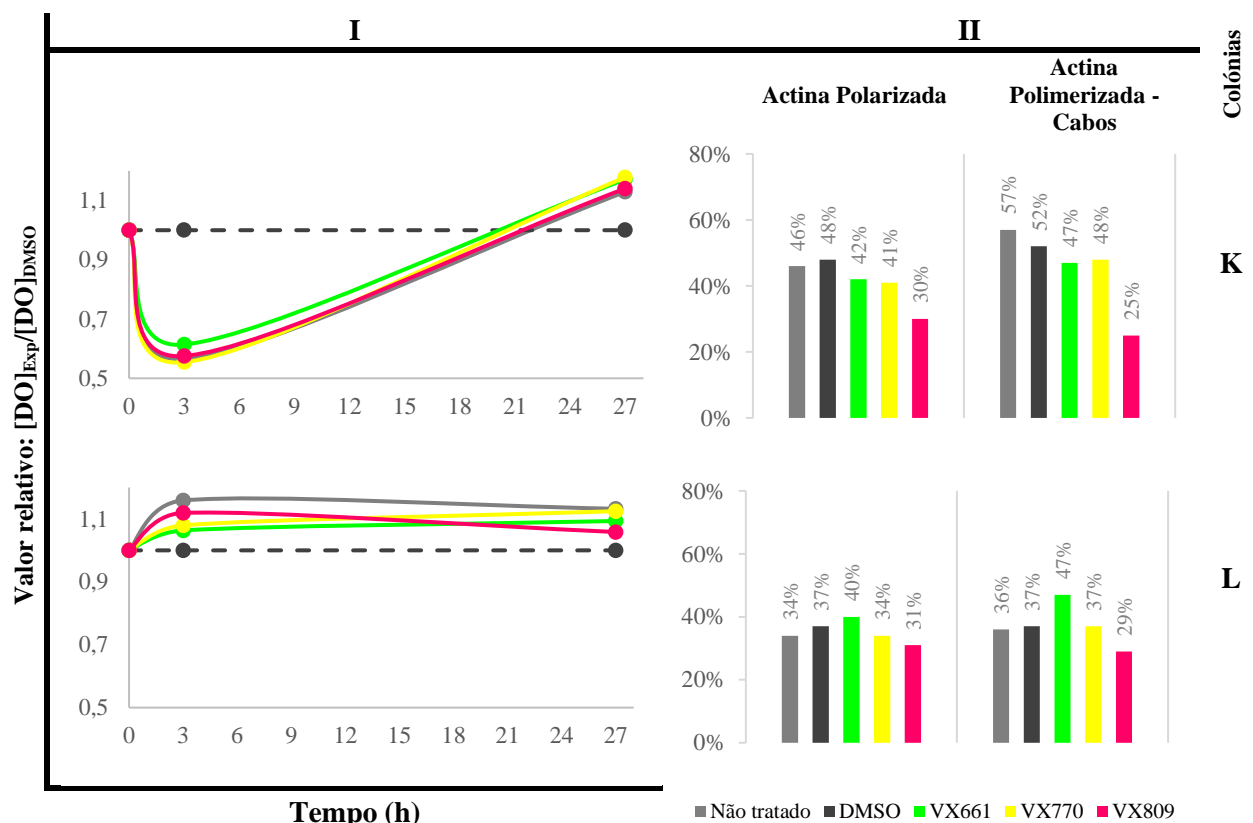 I
II
Colónias
Valor relativo: [DO]Exp/[DO]DMSO
Actina Polarizada
Actina
Polimerizada -
Cabos
1,1
0,9
0,7
0,5
0 3 6 9 12 15 18 21 24 27
80%
60%
40%
20%
0%
46% 48% 42% 41% 30%
57% 52% 47% 48% 25%
K
1,1
0,9
0,7
0,5
0 3 6 9 12 15 18 21 24 27
80%
60%
40%
20%
0%
34% 37% 40% 34% 31%
36% 37% 47% 37% 29%
L
Tempo (h)
Não tratado DMSO VX661 VX770 VX809